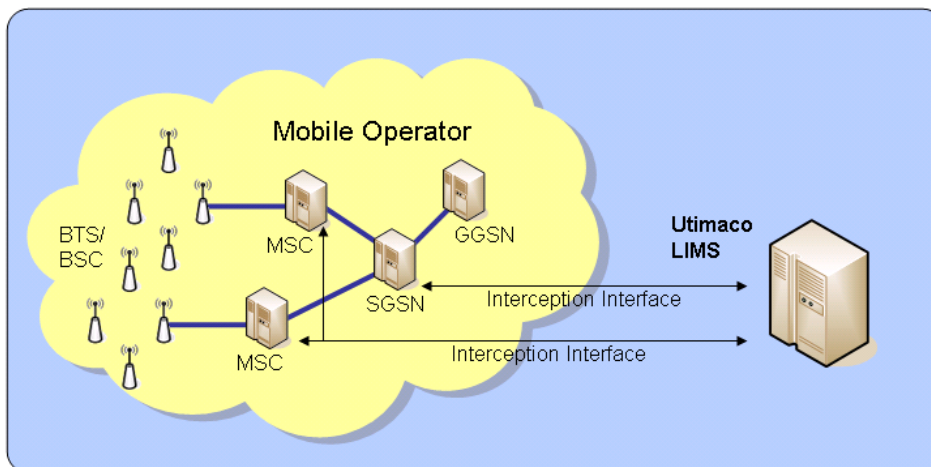 Mobile Operator
BTS/
BSC
MSC
GGSN
SGSN
MSC
Utimaco
LIMS
Interception Interface
Interception Interface